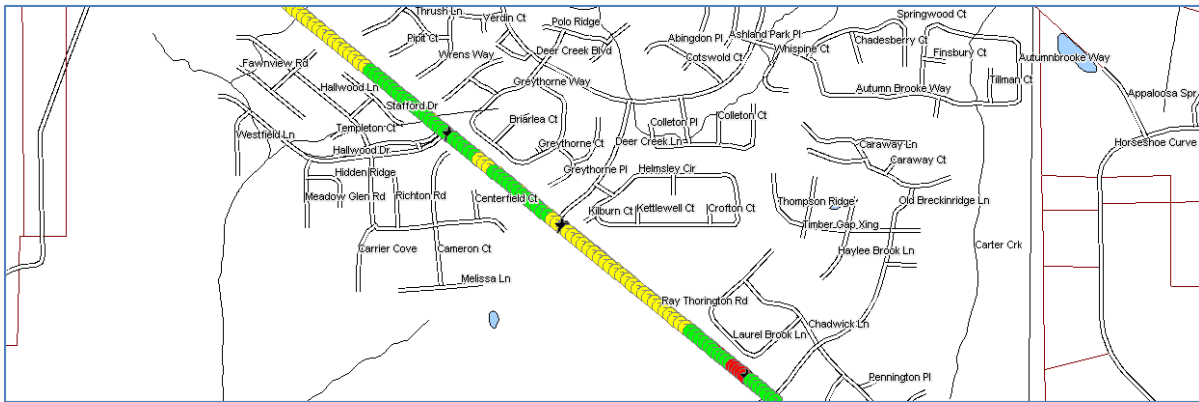 Thrush Ln
Verdin Ct
Polo Ridge
Springwood Ct
Pipit Ct
Abingdon Pl
Ashland Park Pl
Chadesberry Ct
Wrens Way
Deer Creek Blvd
Whispine Ct
Finsbury Ct
Fawnview Rd
Cotswold Ct
Autumnbrooke Way
Hallwood Ln
Greythorne Way
Autumn Brooke Way
Tillman Ct
Appaloosa Spr
Stafford Dr
Westfield Ln
Templeton Ct
Briarlea Ct
Colleton Pl
Colleton Ct
Hallwood Dr
Greythorne Ct
Deer Creek Ln
Caraway Ln
Horseshoe Curve
Hidden Ridge
Greythorne Pl
Helmsley Cir
Caraway Ct
Meadow Glen Rd
Richton Rd
Centerfield Ct
Kilburn Ct
Kettlewell Ct
Crofton Ct
Thompson Ridge
Old Breckinridge Ln
Timber Gap Xing
Carrier Cove
Cameron Ct
Haylee Brook Ln
Carter Crk
Melissa Ln
Ray Thorington Rd
Laurel Brook Ln
Chadwick Ln
Pennington Pl